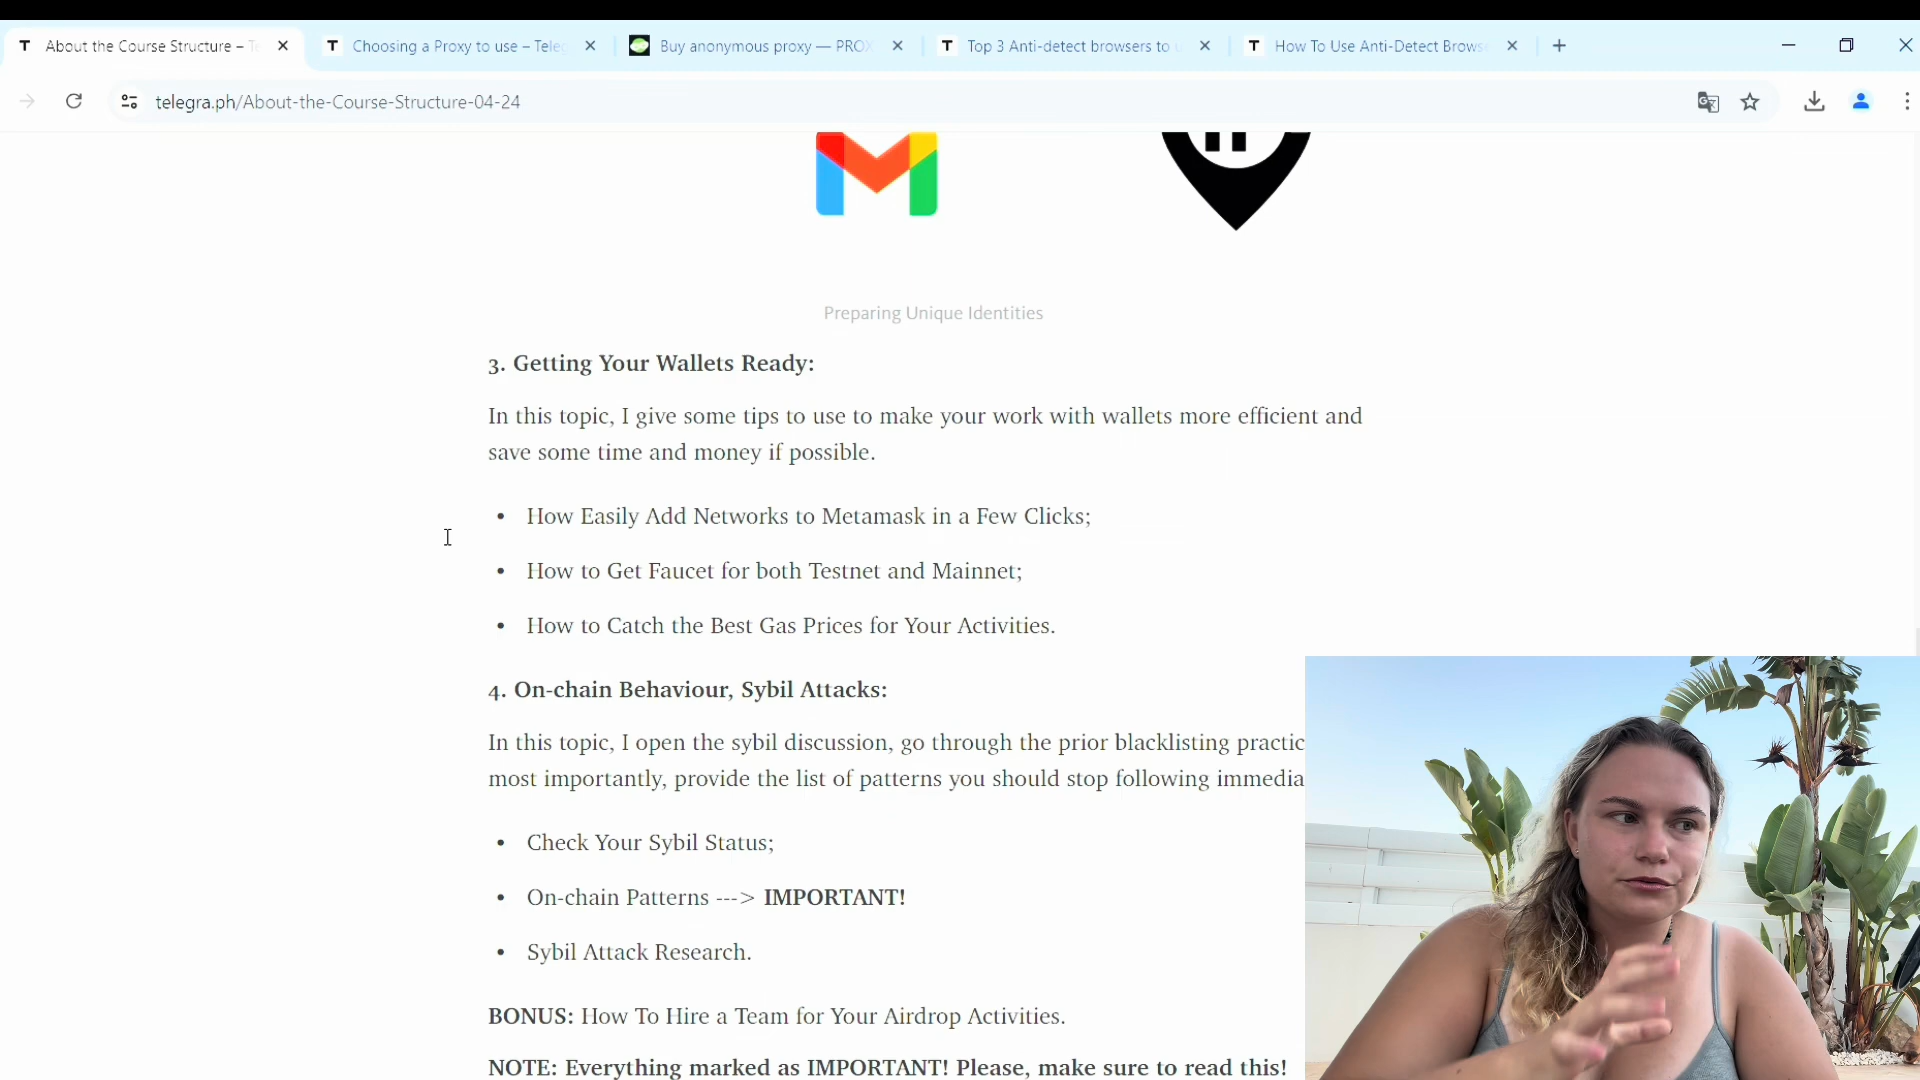 About the Course Structure – Te
Choosing a Proxy to use – Tele
Buy anonymous proxy — PROX
Top 3 Anti-detect browsers to u
How To Use Anti-Detect Browse
telegra.ph/About-the-Course-Structure-04-24
Preparing Unique Identities
3. Getting Your Wallets Ready:
In this topic, I give some tips to use to make your work with wallets more efficient and
save some time and money if possible.
• How Easily Add Networks to Metamask in a Few Clicks;
• How to Get Faucet for both Testnet and Mainnet;
• How to Catch the Best Gas Prices for Your Activities.
4. On-chain Behaviour, Sybil Attacks:
In this topic, I open the sybil discussion, go through the prior blacklisting practic
most importantly, provide the list of patterns you should stop following immedia
• Check Your Sybil Status;
• On-chain Patterns ---> IMPORTANT!
• Sybil Attack Research.
BONUS: How To Hire a Team for Your Airdrop Activities.
NOTE: Everything marked as IMPORTANT! Please, make sure to read this!